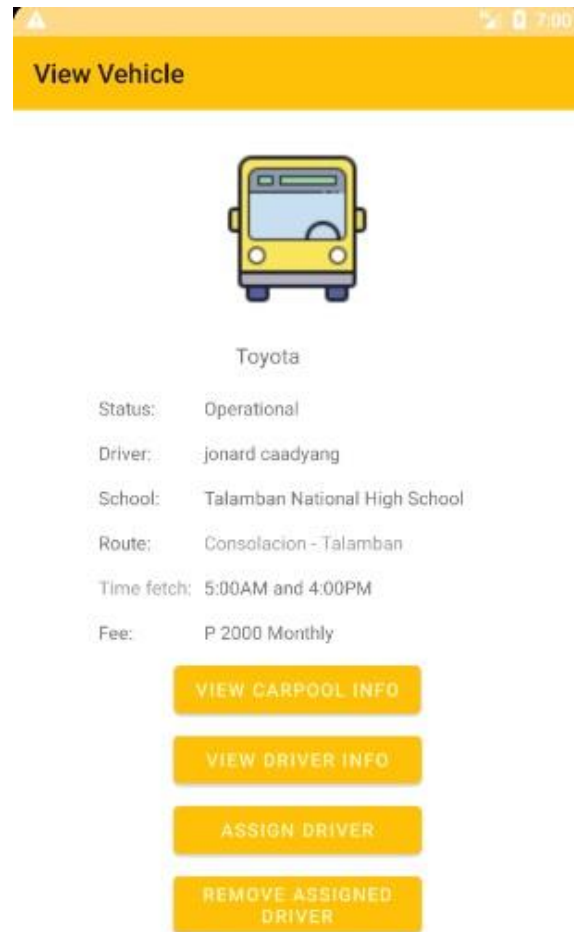 7:00
View Vehicle
Toyota
Status: Operational
Driver: jonard caadyang
School: Talamban National High School
Route: Consolacion - Talamban
Time fetch: 5:00AM and 4:00PM
Fee: P 2000 Monthly
VIEW CARPOOL INFO
VIEW DRIVER INFO
ASSIGN DRIVER
REMOVE ASSIGNED
DRIVER